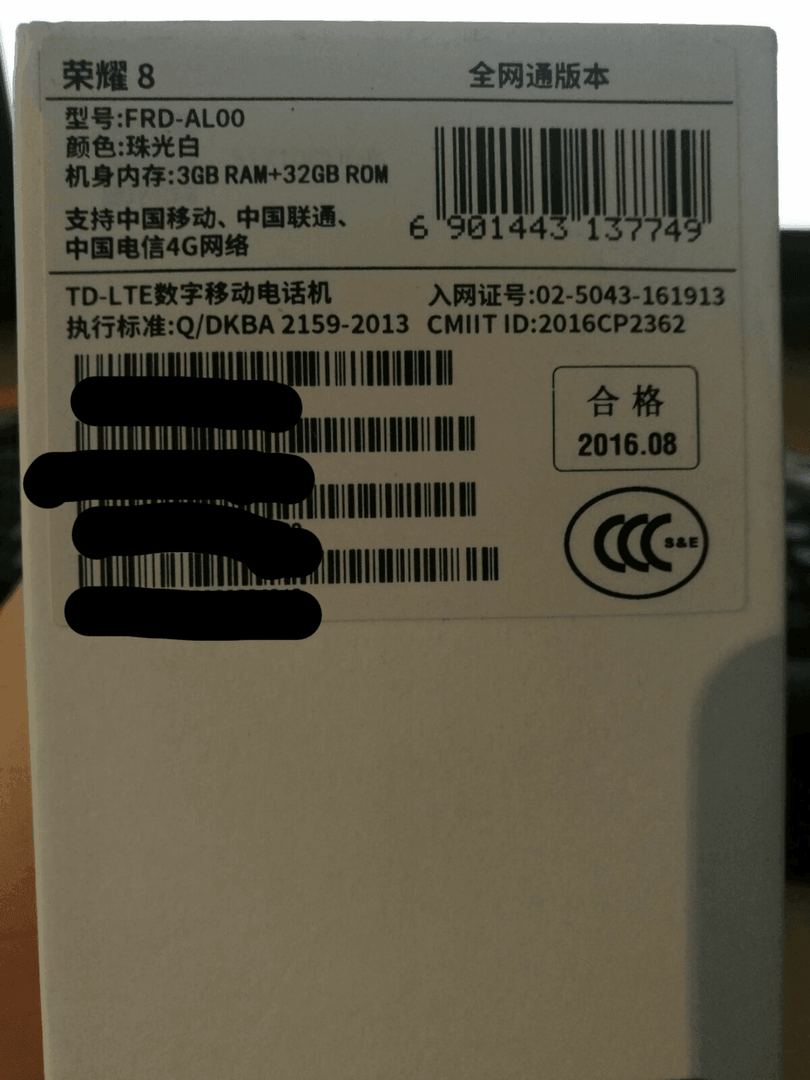 荣耀 8
全网通版本
型号:FRD-AL00
颜色:珠光白
机身内存:3GB RAM+32GB ROM
支持中国移动、中国联通、
中国电信4G网络
6 901443 137749
TD-LTE数字移动电话机
入网证号:02-5043-161913
执行标准:Q/DKBA 2159-2013
CMIIT ID:2016CP2362
合格
2016.08
CCC S&E